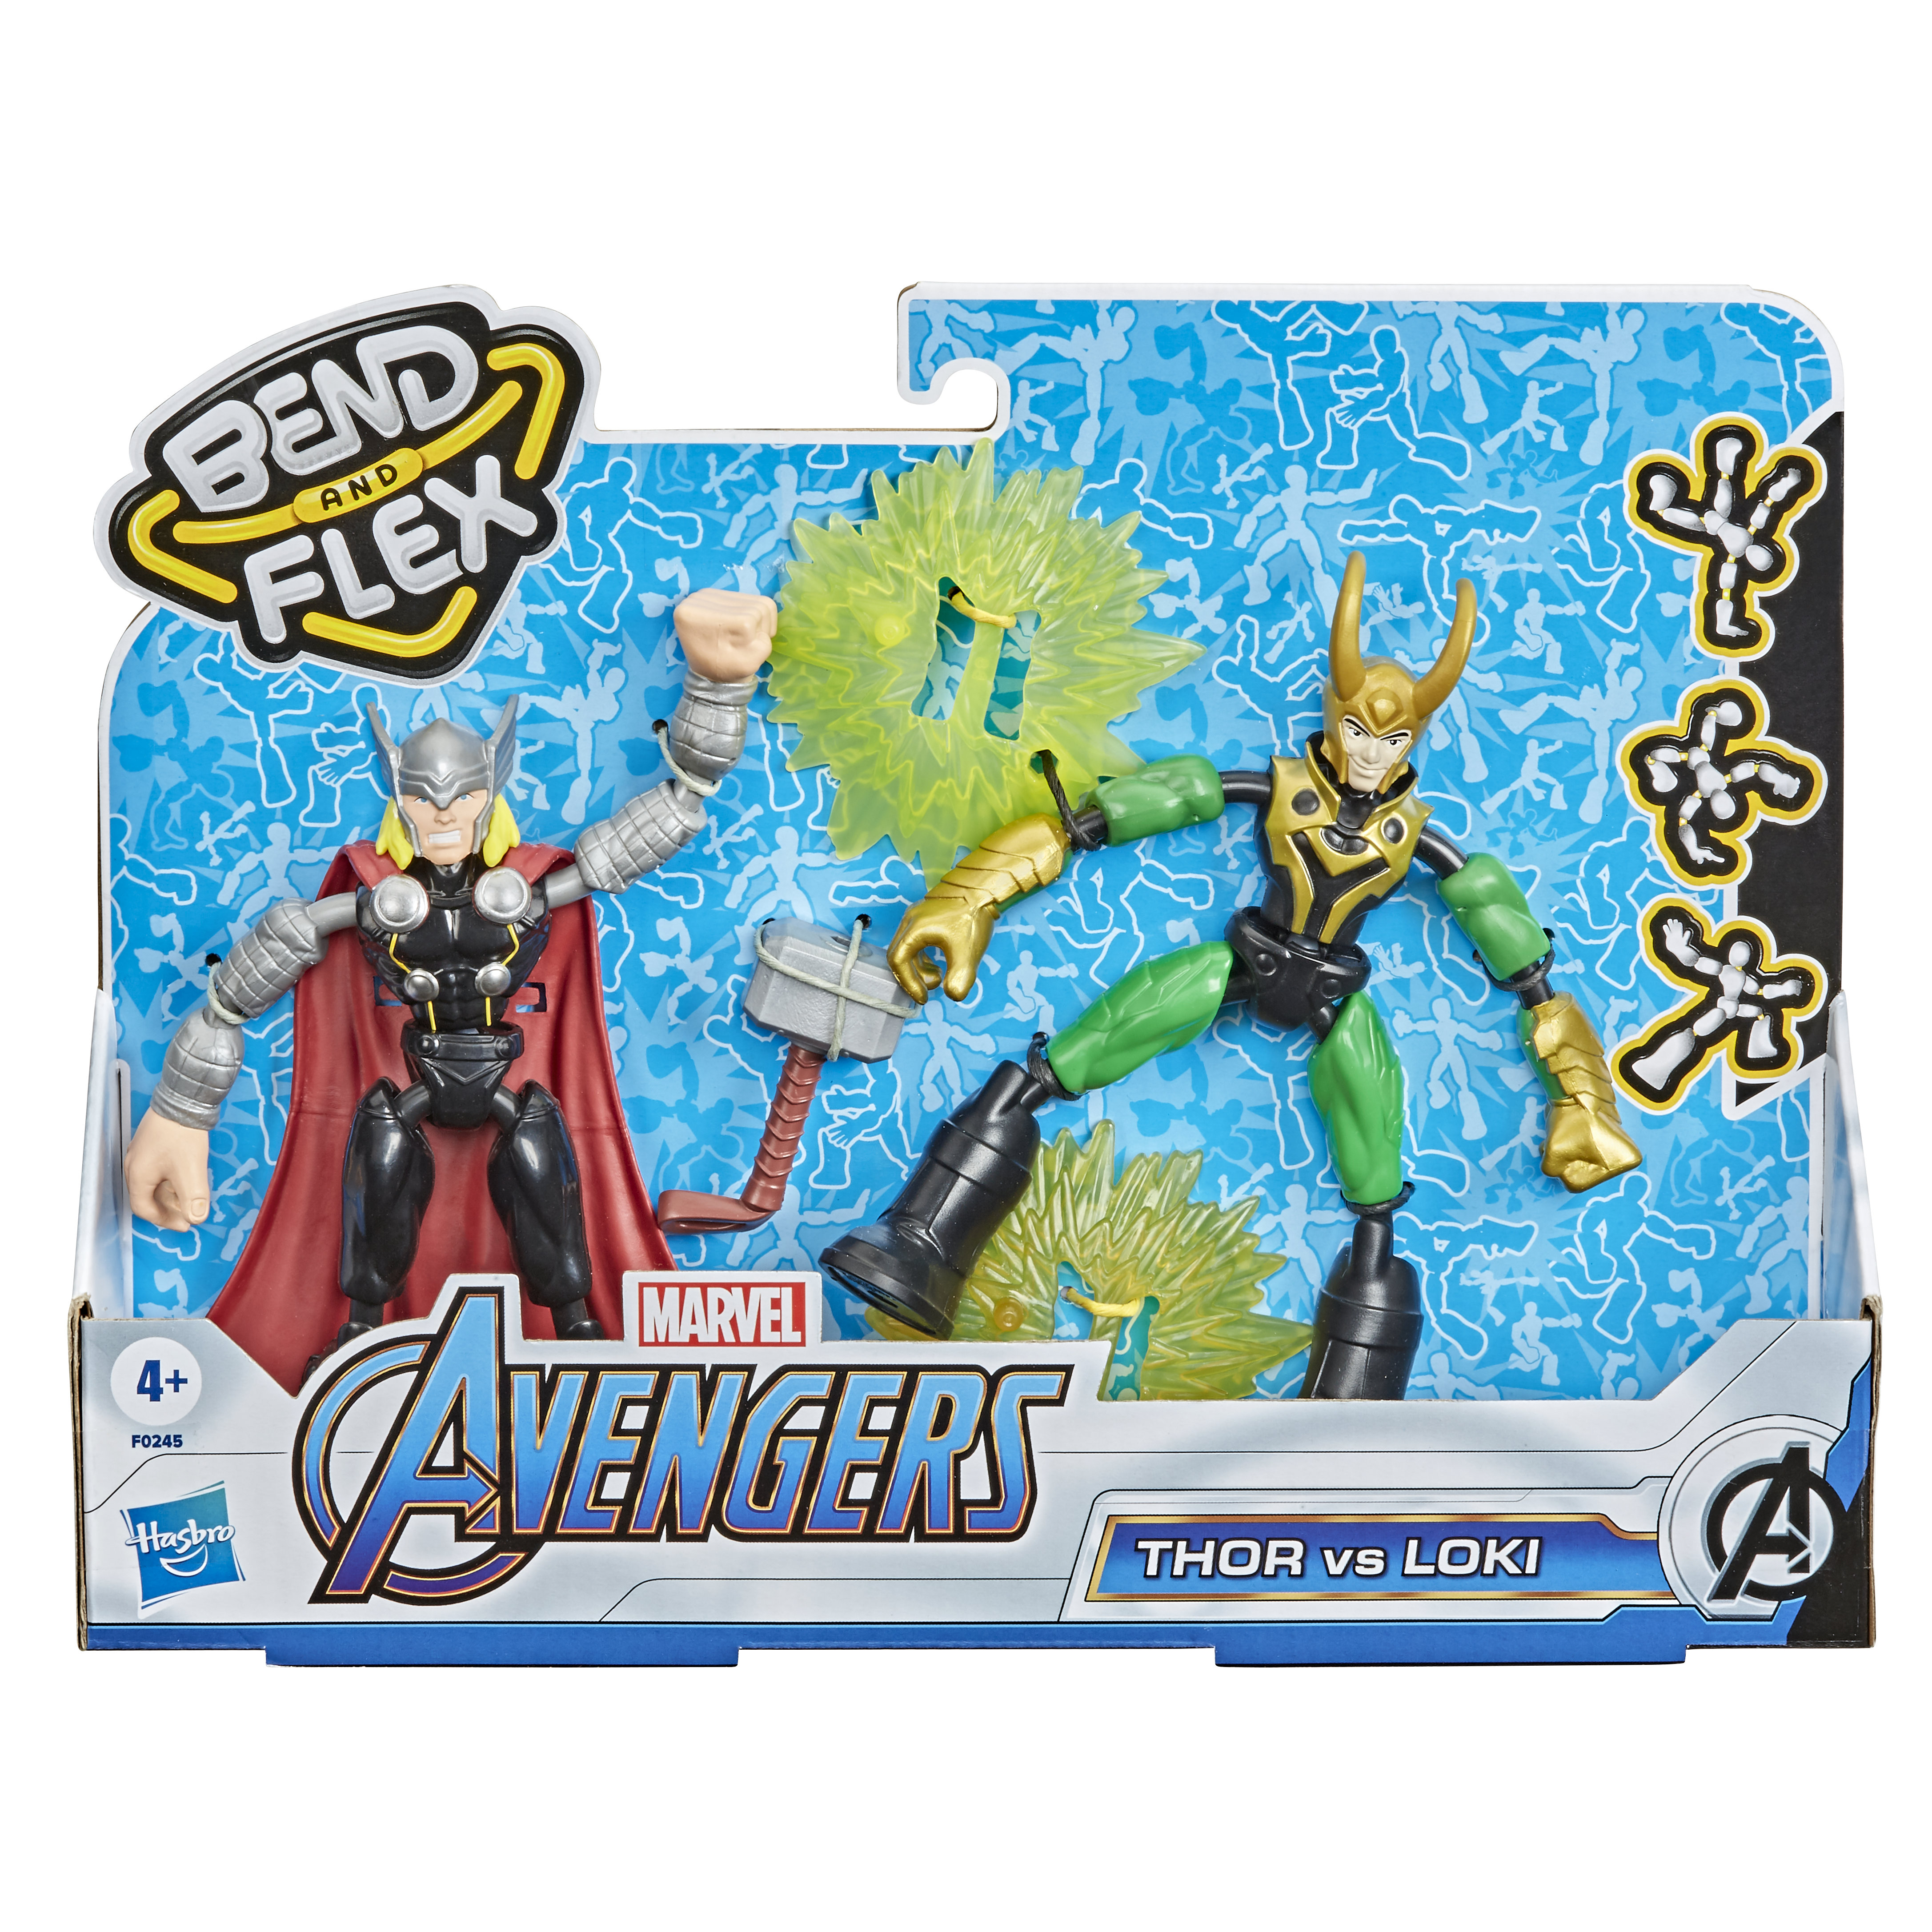 BEND
AND
FLEX
MARVEL
AVENGERS
4+
F0245
Hasbro
THOR vs LOKI
A